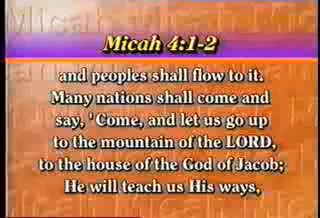 Micah 4:1-2
and peoples shall flow to it.
Many nations shall come and
say, "Come, and let us go up
to the mountain of the LORD,
to the house of the God of Jacob;
He will teach us His ways,